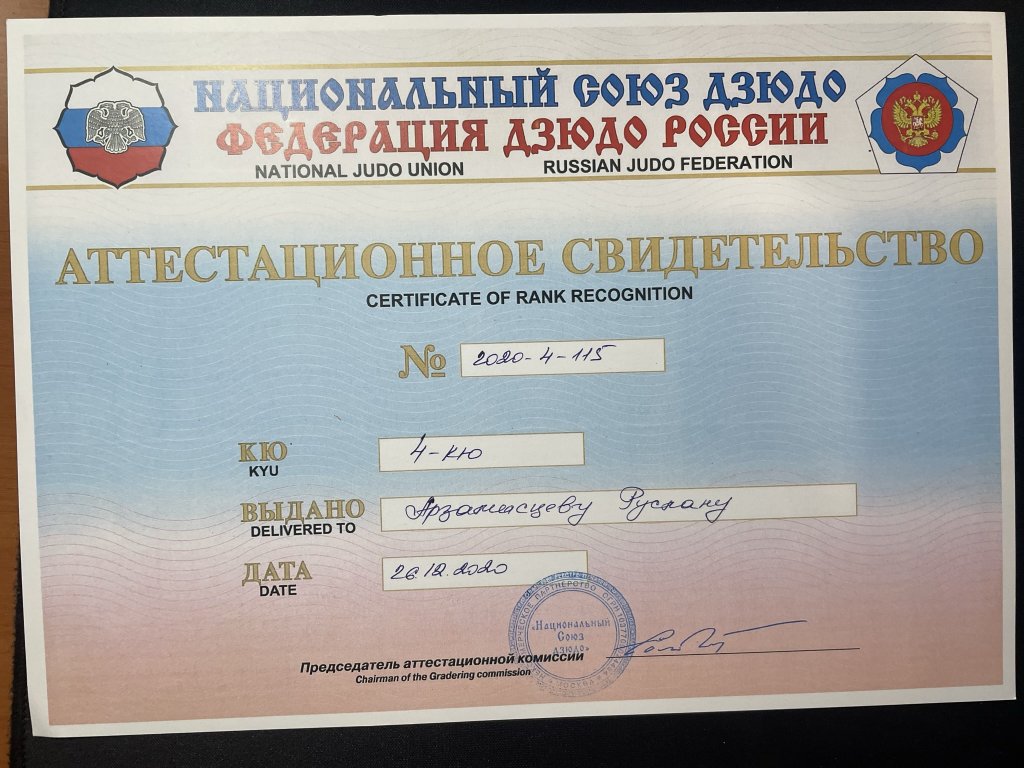 НАЦИОНАЛЬНЫЙ СОЮЗ ДЗЮДО
ФЕДЕРАЦИЯ ДЗЮДО РОССИИ
NATIONAL JUDO UNION RUSSIAN JUDO FEDERATION
АТТЕСТАЦИОННОЕ СВИДЕТЕЛЬСТВО
CERTIFICATE OF RANK RECOGNITION
№ 2020-4-115
КЮ 4-кю
KYU
ВЫДАНО Арзамасцеву Руслану
DELIVERED TO
ДАТА 26.12.2020
DATE
«Национальный
Союз
дзюдо»
Председатель аттестационной комиссии
Chairman of the Gradering commission